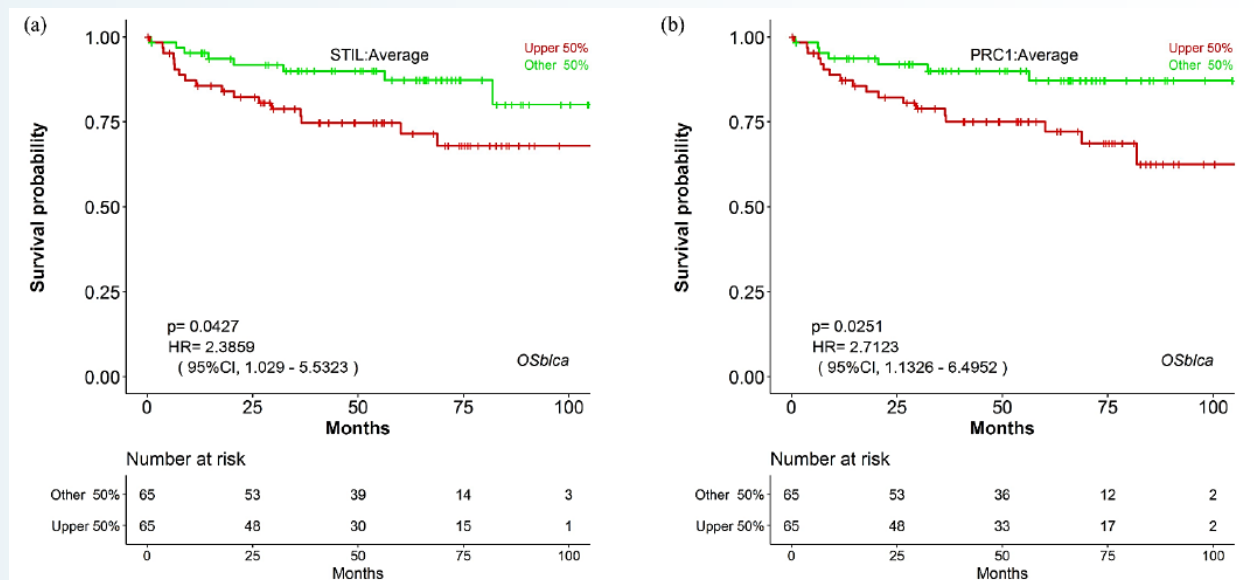 (a)
STIL:Average
Upper 50%
Other 50%
1.00
0.75
0.50
0.25
0.00
Survival probability
p= 0.0427
HR= 2.3859
( 95%CI, 1.029 - 5.5323 )
OSblca
0 25 50 75 100
Months
Number at risk
Other 50% 65 53 39 14 3
Upper 50% 65 48 30 15 1
0 25 50 75 100
Months
(b)
PRC1:Average
Upper 50%
Other 50%
1.00
0.75
0.50
0.25
0.00
Survival probability
p= 0.0251
HR= 2.7123
( 95%CI, 1.1326 - 6.4952 )
OSblca
0 25 50 75 100
Months
Number at risk
Other 50% 65 53 36 12 2
Upper 50% 65 48 33 17 2
0 25 50 75 100
Months